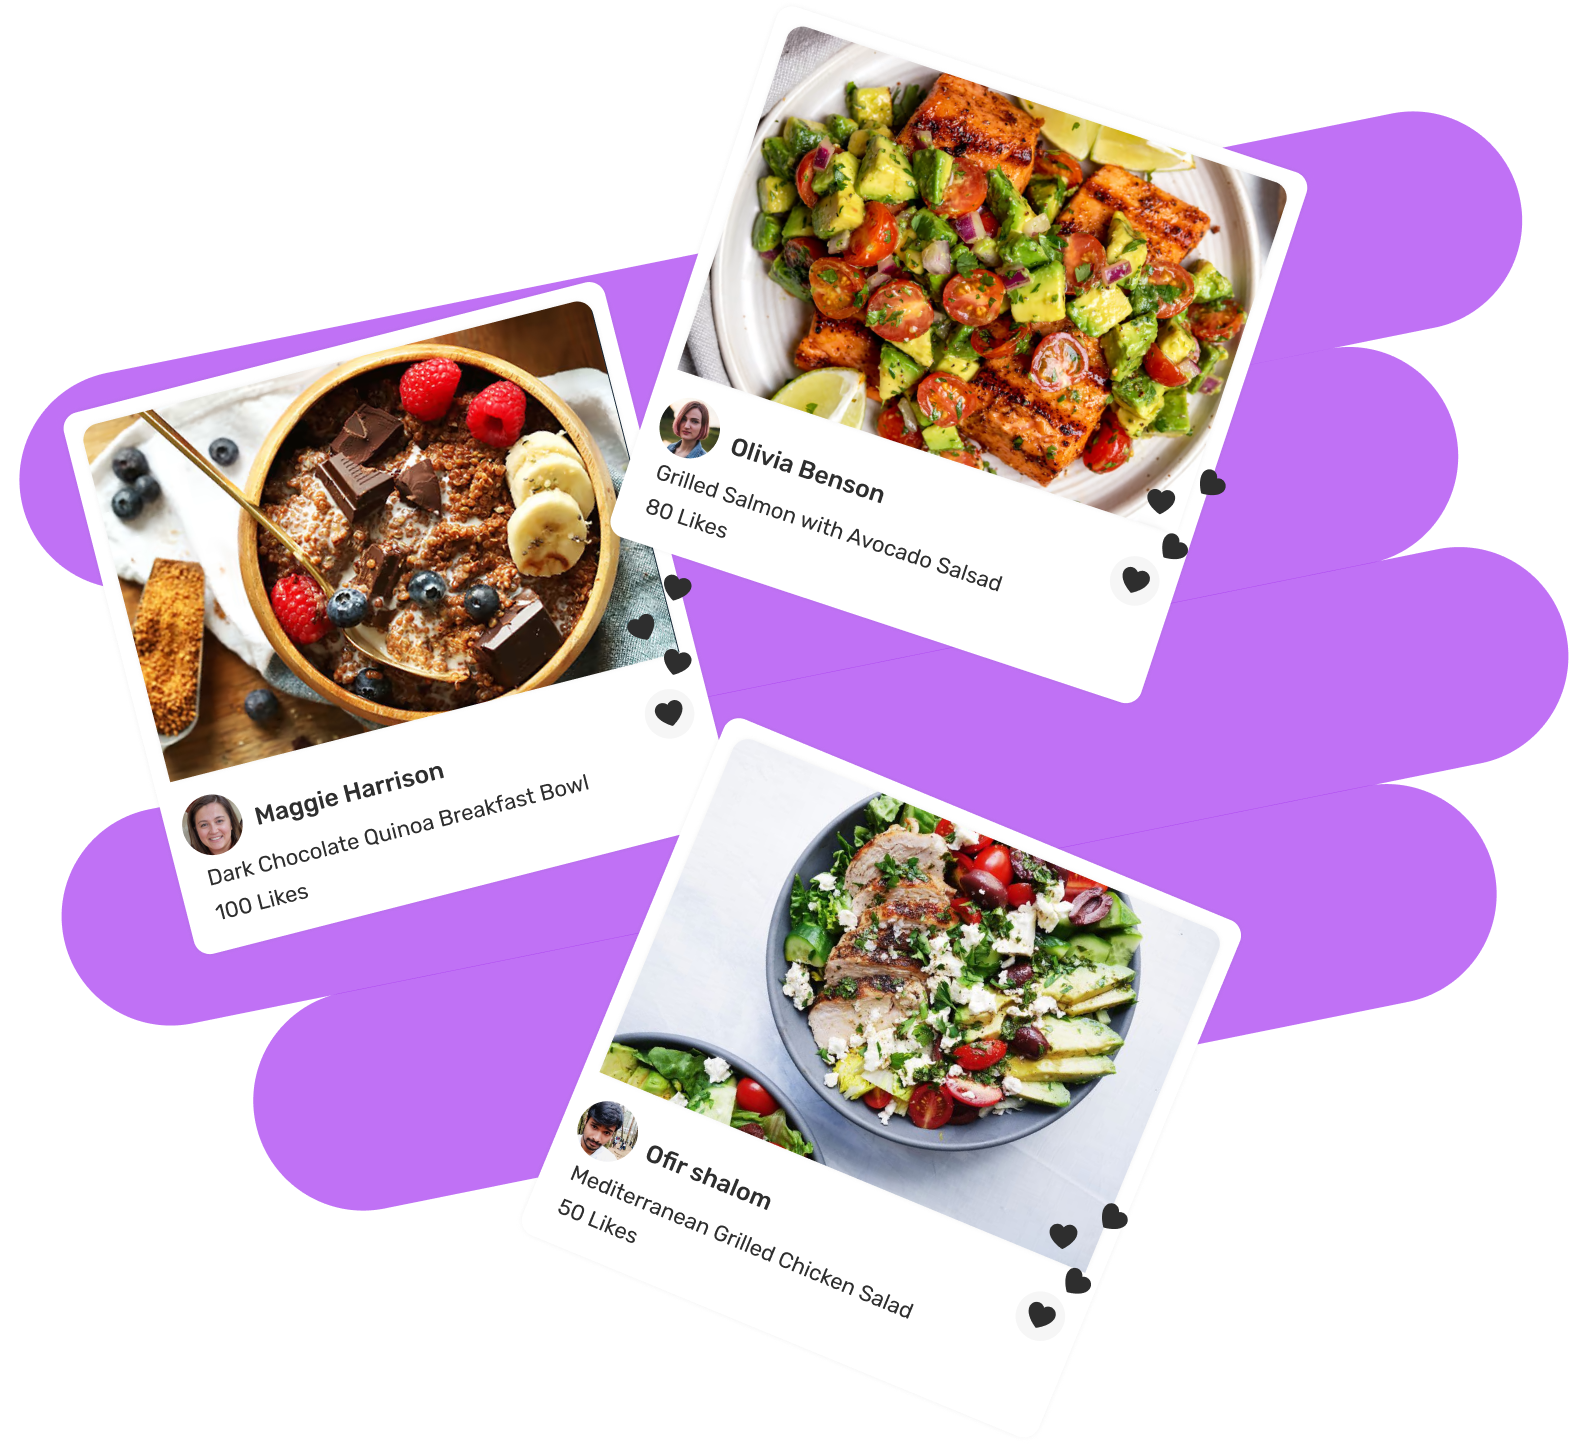 Olivia Benson
Grilled Salmon with Avocado Salsad
80 Likes
Maggie Harrison
Dark Chocolate Quinoa Breakfast Bowl
100 Likes
Ofir shalom
Mediterranean Grilled Chicken Salad
50 Likes